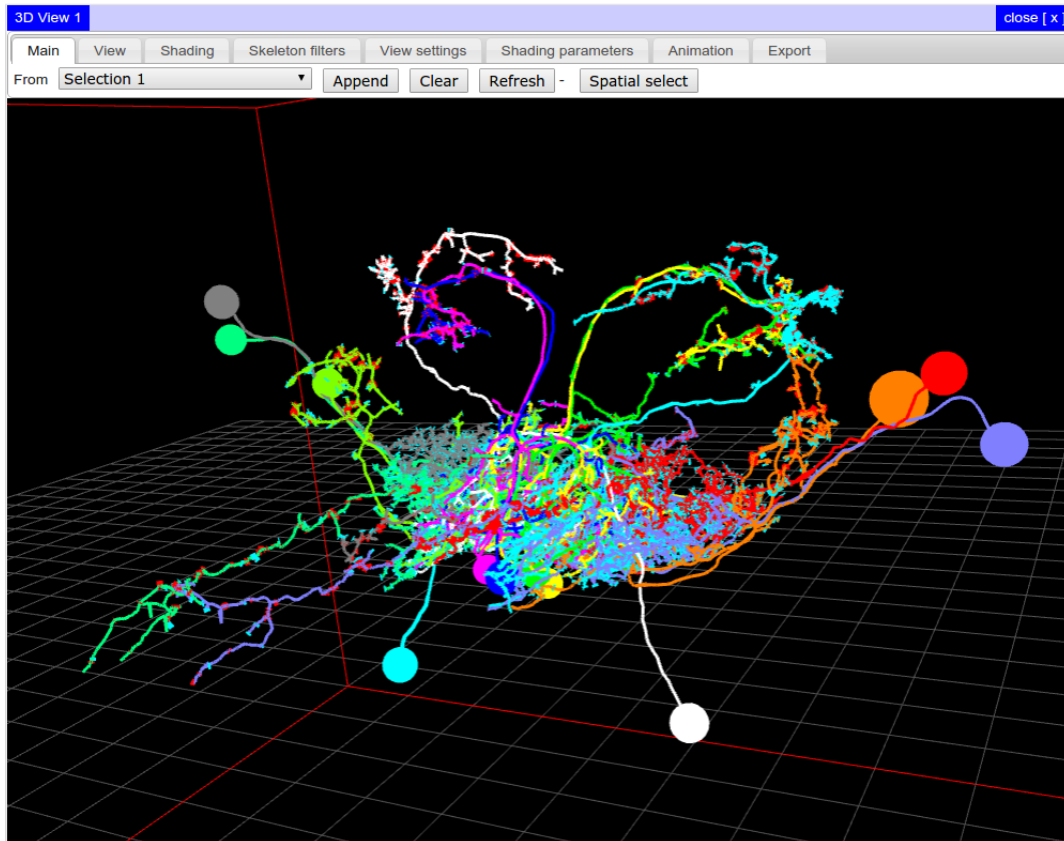 3D View 1 close [ x ]
Main View Shading Skeleton filters View settings Shading parameters Animation Export
From Selection 1 Append Clear Refresh - Spatial select